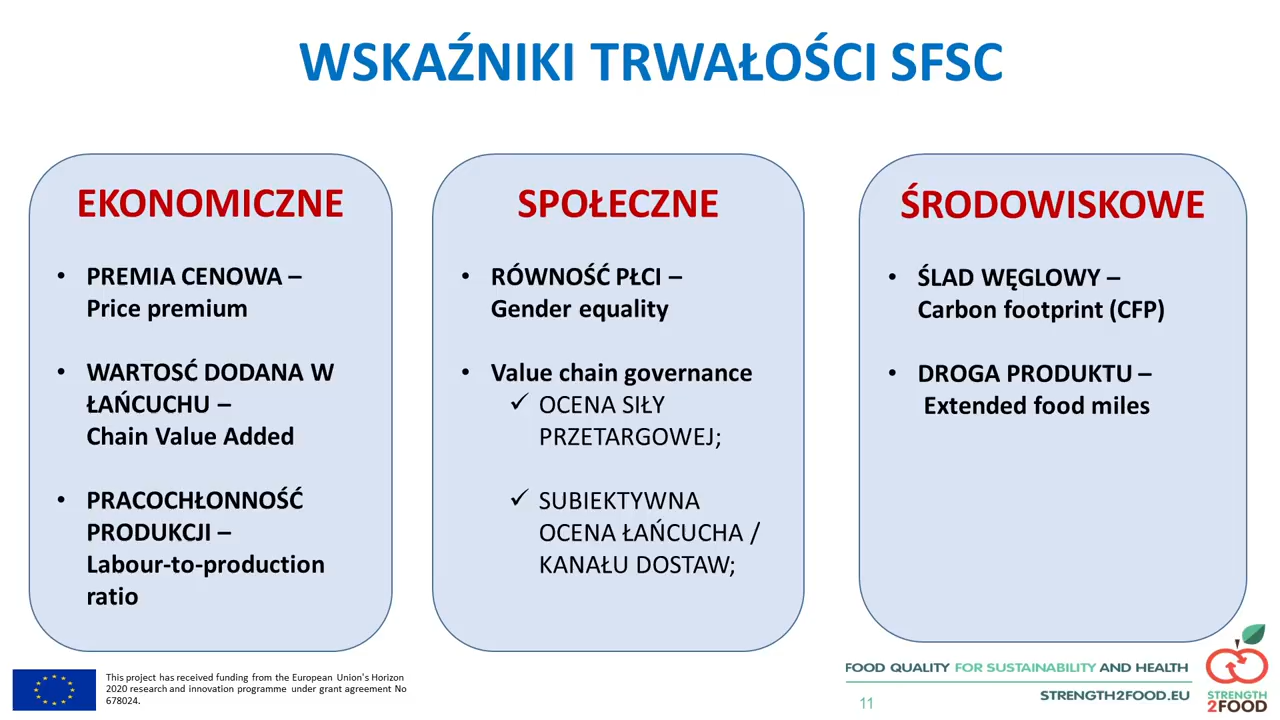 WSKAŹNIKI TRWAŁOŚCI SFSC
EKONOMICZNE
• PREMIA CENOWA –
Price premium
• WARTOSĆ DODANA W
ŁAŃCUCHU –
Chain Value Added
• PRACOCHŁONNOŚĆ
PRODUKCJI –
Labour-to-production
ratio
SPOŁECZNE
• RÓWNOŚĆ PŁCI –
Gender equality
• Value chain governance
✓ OCENA SIŁY
PRZETARGOWEJ;
✓ SUBIEKTYWNA
OCENA ŁAŃCUCHA /
KANAŁU DOSTAW;
ŚRODOWISKOWE
• ŚLAD WĘGLOWY –
Carbon footprint (CFP)
• DROGA PRODUKTU –
Extended food miles
This project has received funding from the European Union's Horizon
2020 research and innovation programme under grant agreement No
678024.
FOOD QUALITY FOR SUSTAINABILITY AND HEALTH
STRENGTH2FOOD.EU
11
STRENGTH
2FOOD